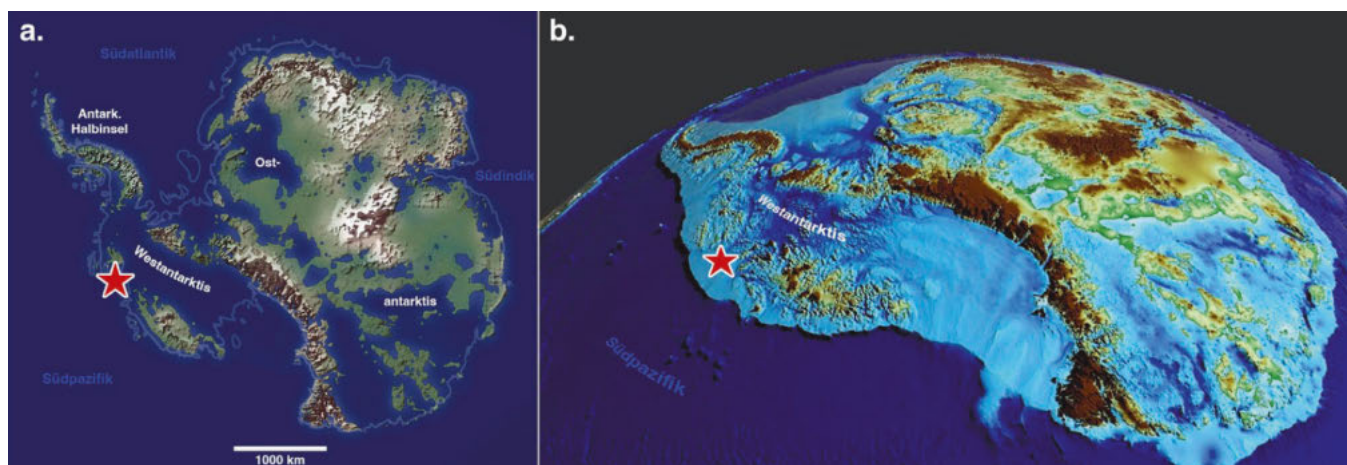 a.
Südatlantik
Antark.
Halbinsel
Ost-
Südindik
Westantarktis
antarktis
Südpazifik
1000 km
b.
Westantarktis
Südpazifik